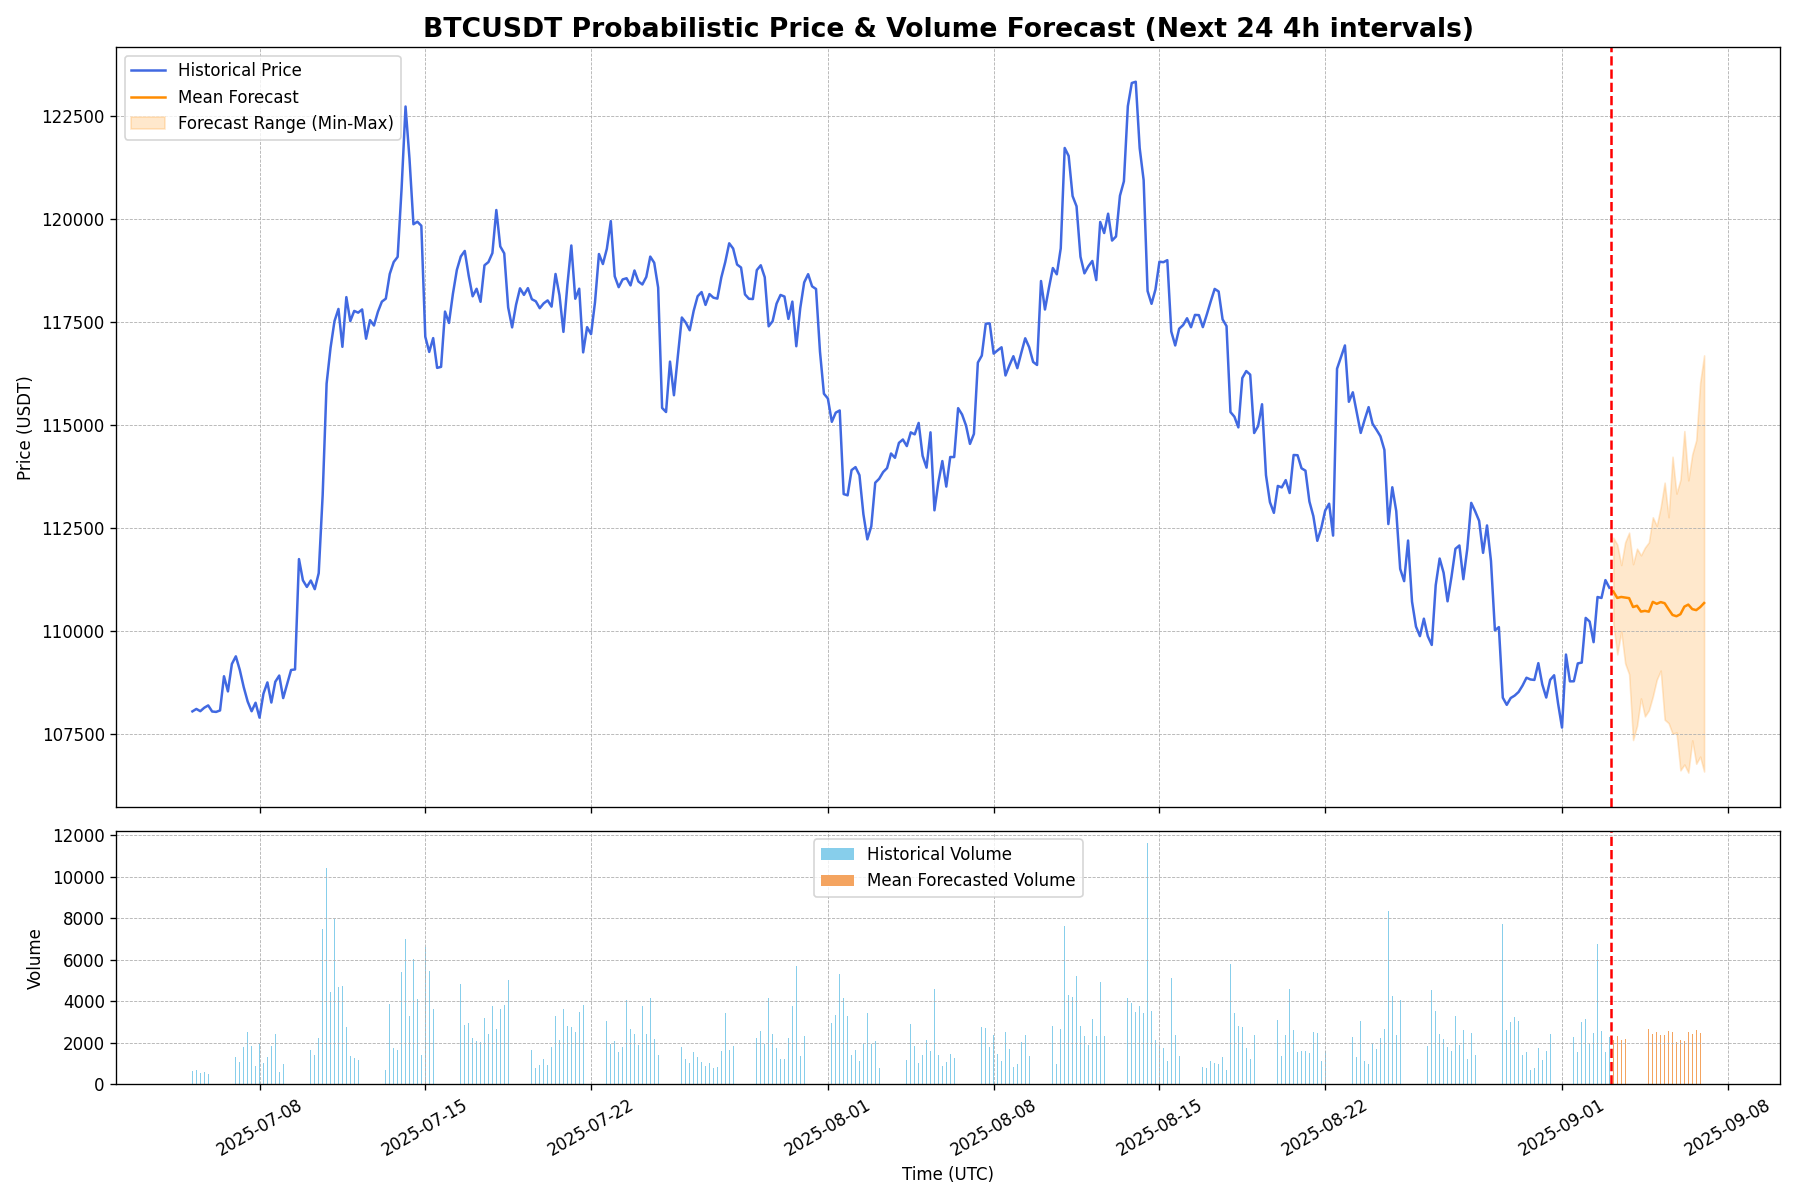 BTCUSDT Probabilistic Price & Volume Forecast (Next 24 4h intervals)
Historical Price
Mean Forecast
Forecast Range (Min-Max)
122500
120000
117500
115000
112500
110000
107500
Price (USDT)
Historical Volume
Mean Forecasted Volume
12000
10000
8000
6000
4000
2000
0
Volume
2025-07-08
2025-07-15
2025-07-22
2025-08-01
2025-08-08
2025-08-15
2025-08-22
2025-09-01
2025-09-08
Time (UTC)